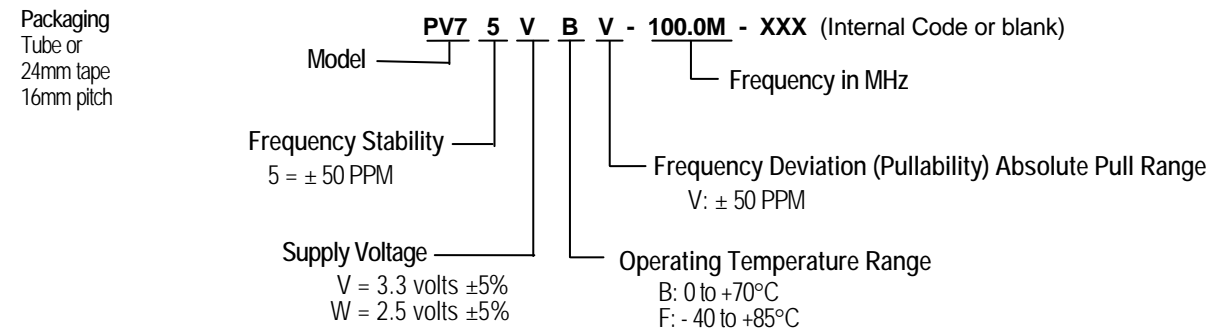 Packaging
Tube or
24mm tape
16mm pitch
PV7 5 V B V - 100.0M - XXX (Internal Code or blank)
Model
Frequency in MHz
Frequency Stability
5 = ± 50 PPM
Frequency Deviation (Pullability) Absolute Pull Range
V: ± 50 PPM
Supply Voltage
V = 3.3 volts ±5%
W = 2.5 volts ±5%
Operating Temperature Range
B: 0 to +70°C
F: - 40 to +85°C